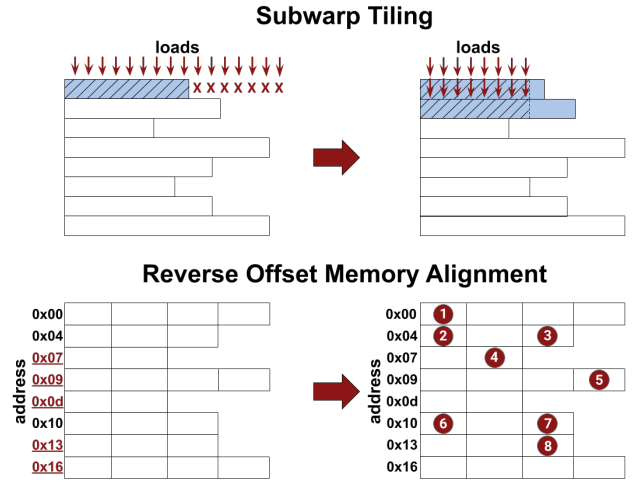 Subwarp Tiling
loads
loads
X X X X X X X
Reverse Offset Memory Alignment
address
0x00
0x04
0x07
0x09
0x0d
0x10
0x13
0x16
address
0x00 1
0x04 2 3
0x07 4
0x09 5
0x0d
0x10 6 7
0x13 8
0x16